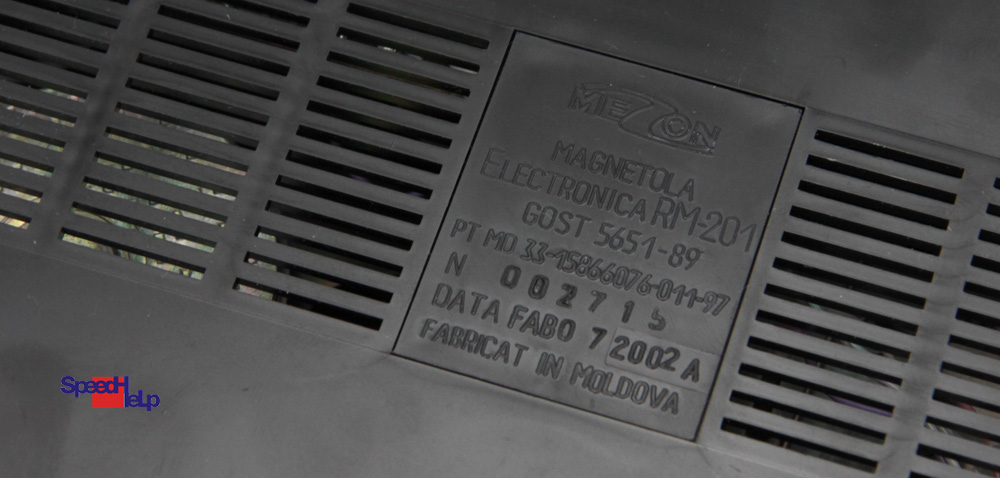 MEZON
MAGNETOLA
ELECTRONICA RM-201
GOST 5651-89
PT MD 33-15866076-011-97
N 002715
DATA FABO 7 2002 A
FABRICAT IN MOLDOVA
SpeedHeLp